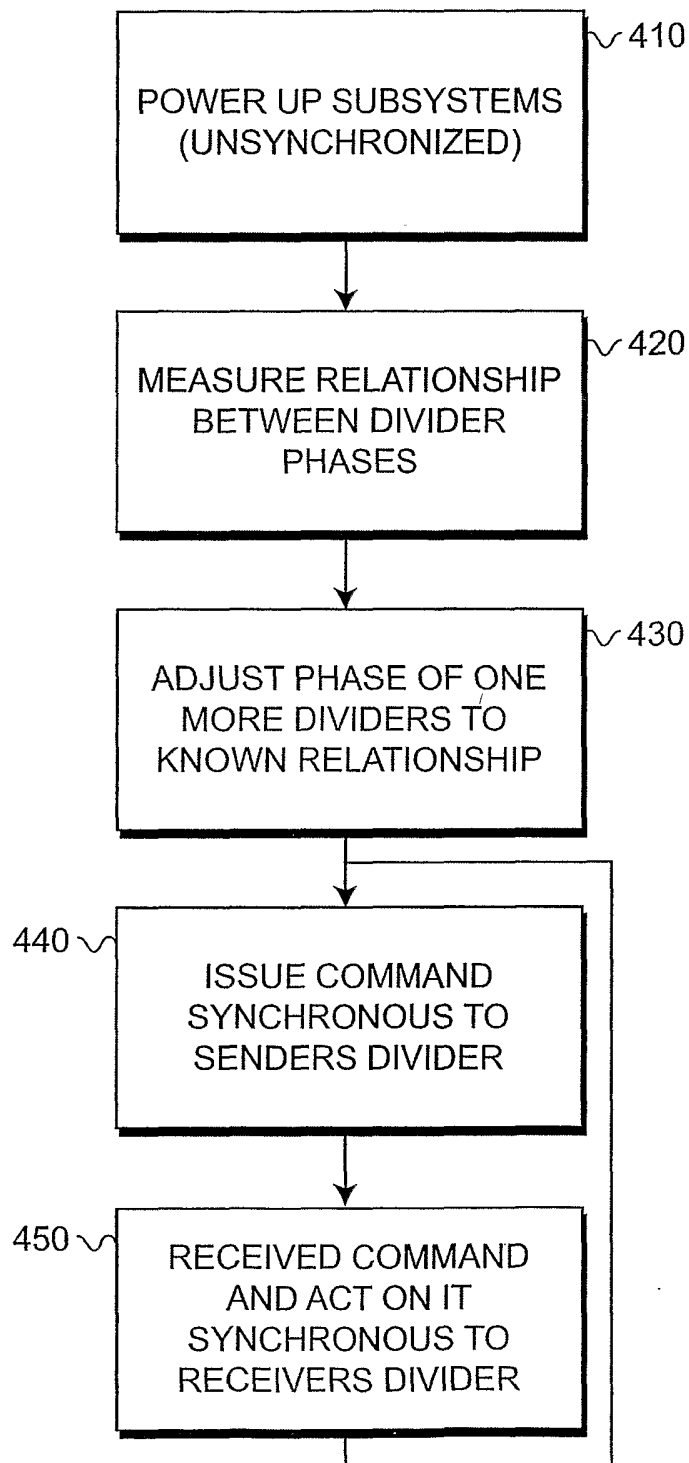 410
POWER UP SUBSYSTEMS
(UNSYNCHRONIZED)
420
MEASURE RELATIONSHIP
BETWEEN DIVIDER
PHASES
430
ADJUST PHASE OF ONE
MORE DIVIDERS TO
KNOWN RELATIONSHIP
440
ISSUE COMMAND
SYNCHRONOUS TO
SENDERS DIVIDER
450
RECEIVED COMMAND
AND ACT ON IT
SYNCHRONOUS TO
RECEIVERS DIVIDER